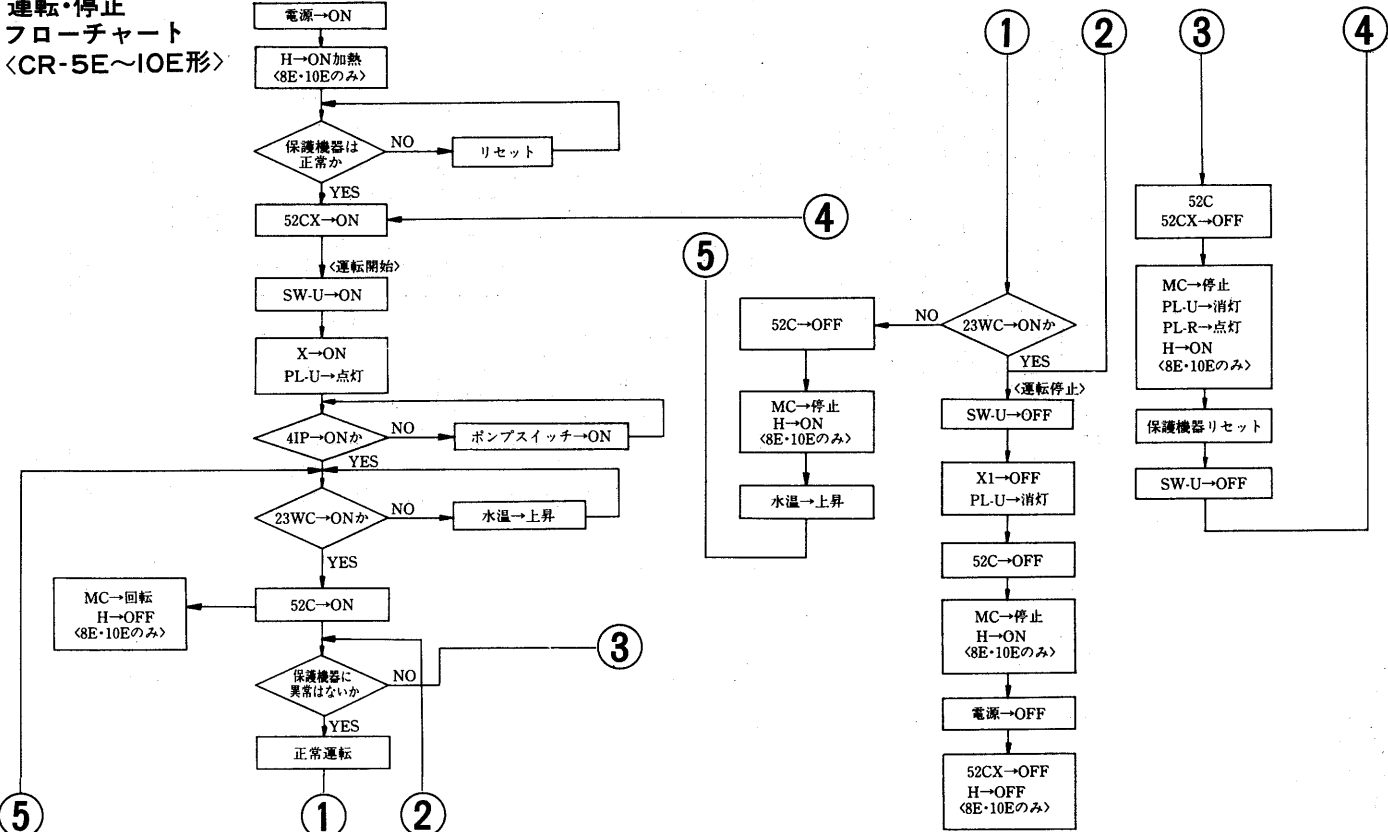 運転・停止
フローチャート
〈CR-5E～10E形〉
電源→ON
H→ON加熱
〈8E・10Eのみ〉
保護機器は
正常か
NO
リセット
YES
52CX→ON
④
〈運転開始〉
SW-U→ON
X→ON
PL-U→点灯
4IP→ONか
NO
ポンプスイッチ→ON
YES
23WC→ONか
NO
水温→上昇
YES
52C→ON
MC→回転
H→OFF
〈8E・10Eのみ〉
保護機器に
異常はないか
NO
③
YES
正常運転
⑤
①
②
⑤
52C→OFF
MC→停止
H→ON
〈8E・10Eのみ〉
水温→上昇
①
②
23WC→ONか
NO
YES
〈運転停止〉
SW-U→OFF
X1→OFF
PL-U→消灯
52C→OFF
MC→停止
H→ON
〈8E・10Eのみ〉
電源→OFF
52CX→OFF
H→OFF
〈8E・10Eのみ〉
③
④
52C
52CX→OFF
MC→停止
PL-U→消灯
PL-R→点灯
H→ON
〈8E・10Eのみ〉
保護機器リセット
SW-U→OFF